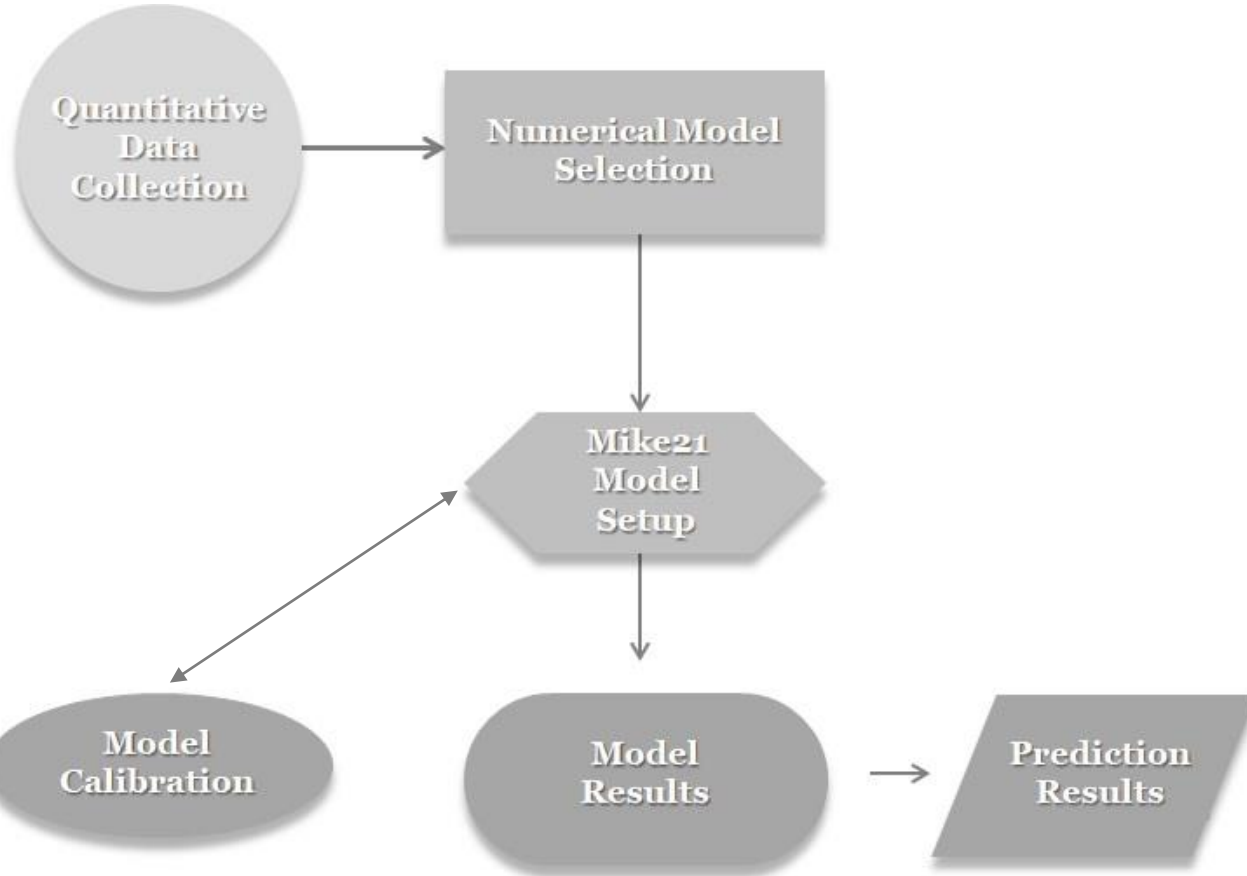 Quantitative
Data
Collection
Numerical Model
Selection
Mike21
Model
Setup
Model
Calibration
Model
Results
Prediction
Results